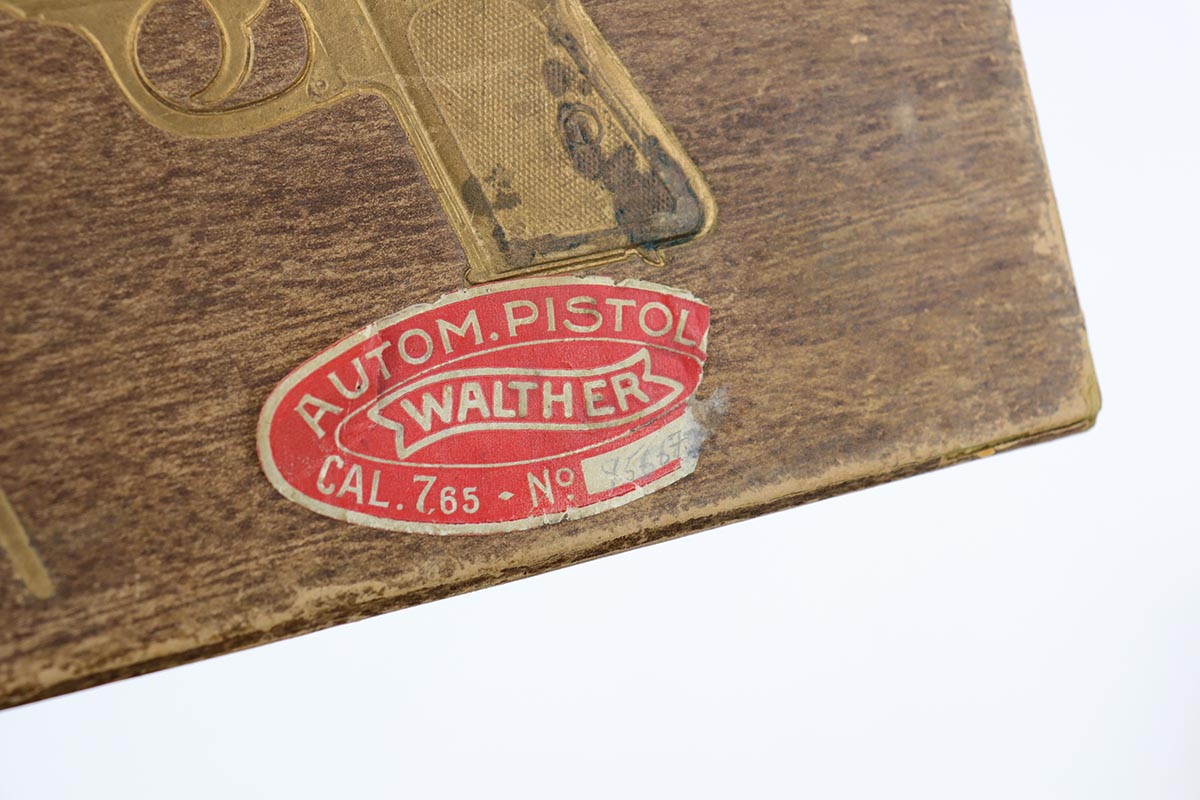 AUTOM. PISTOL
WALTHER
CAL. 7,65 • No.